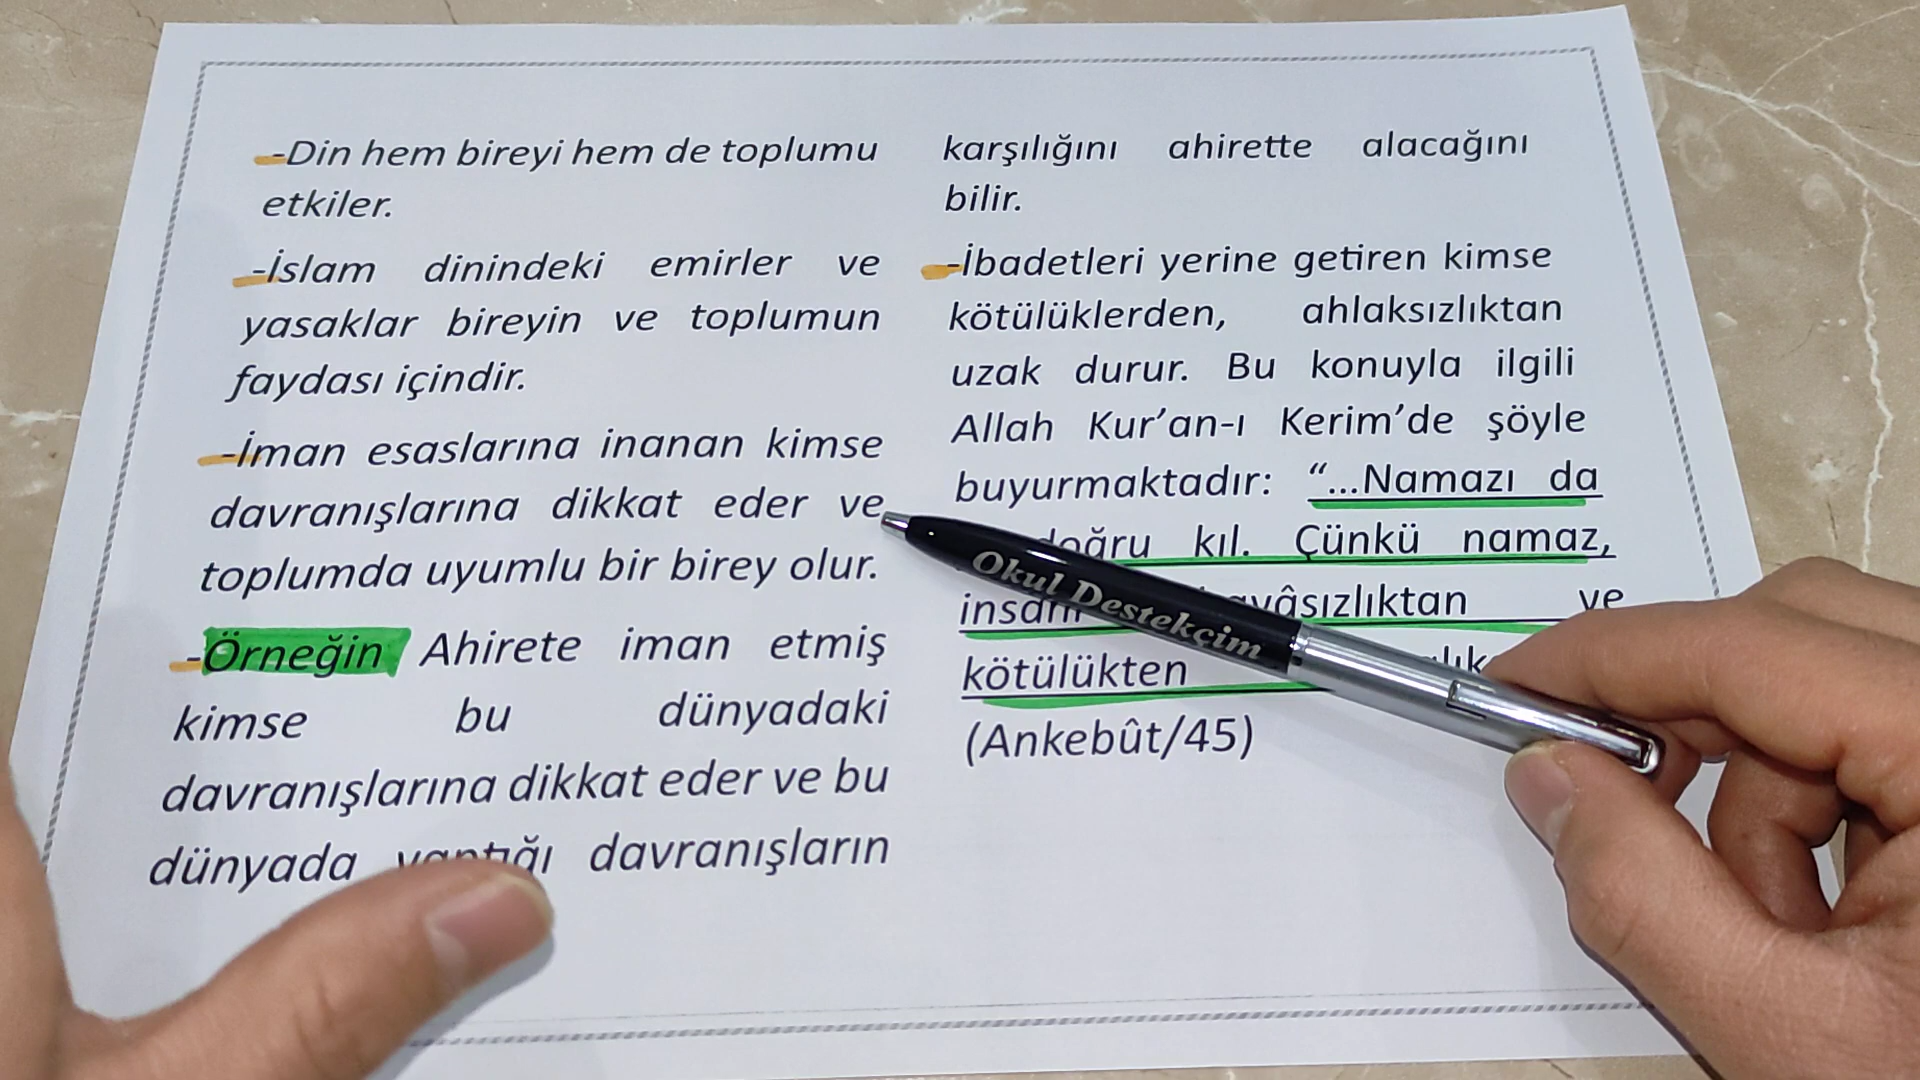 -Din hem bireyi hem de toplumu
etkiler.
-İslam dinindeki emirler ve
yasaklar bireyin ve toplumun
faydası içindir.
-İman esaslarına inanan kimse
davranışlarına dikkat eder ve
toplumda uyumlu bir birey olur.
-Örneğin Ahirete iman etmiş
kimse bu dünyadaki
davranışlarına dikkat eder ve bu
dünyada yaptığı davranışların
karşılığını ahirette alacağını
bilir.
-İbadetleri yerine getiren kimse
kötülüklerden, ahlaksızlıktan
uzak durur. Bu konuyla ilgili
Allah Kur’an-ı Kerim’de şöyle
buyurmaktadır: “...Namazı da
kıl. Çünkü namaz,
ve
kötülükten
(Ankebût/45)
Okul Destekçim